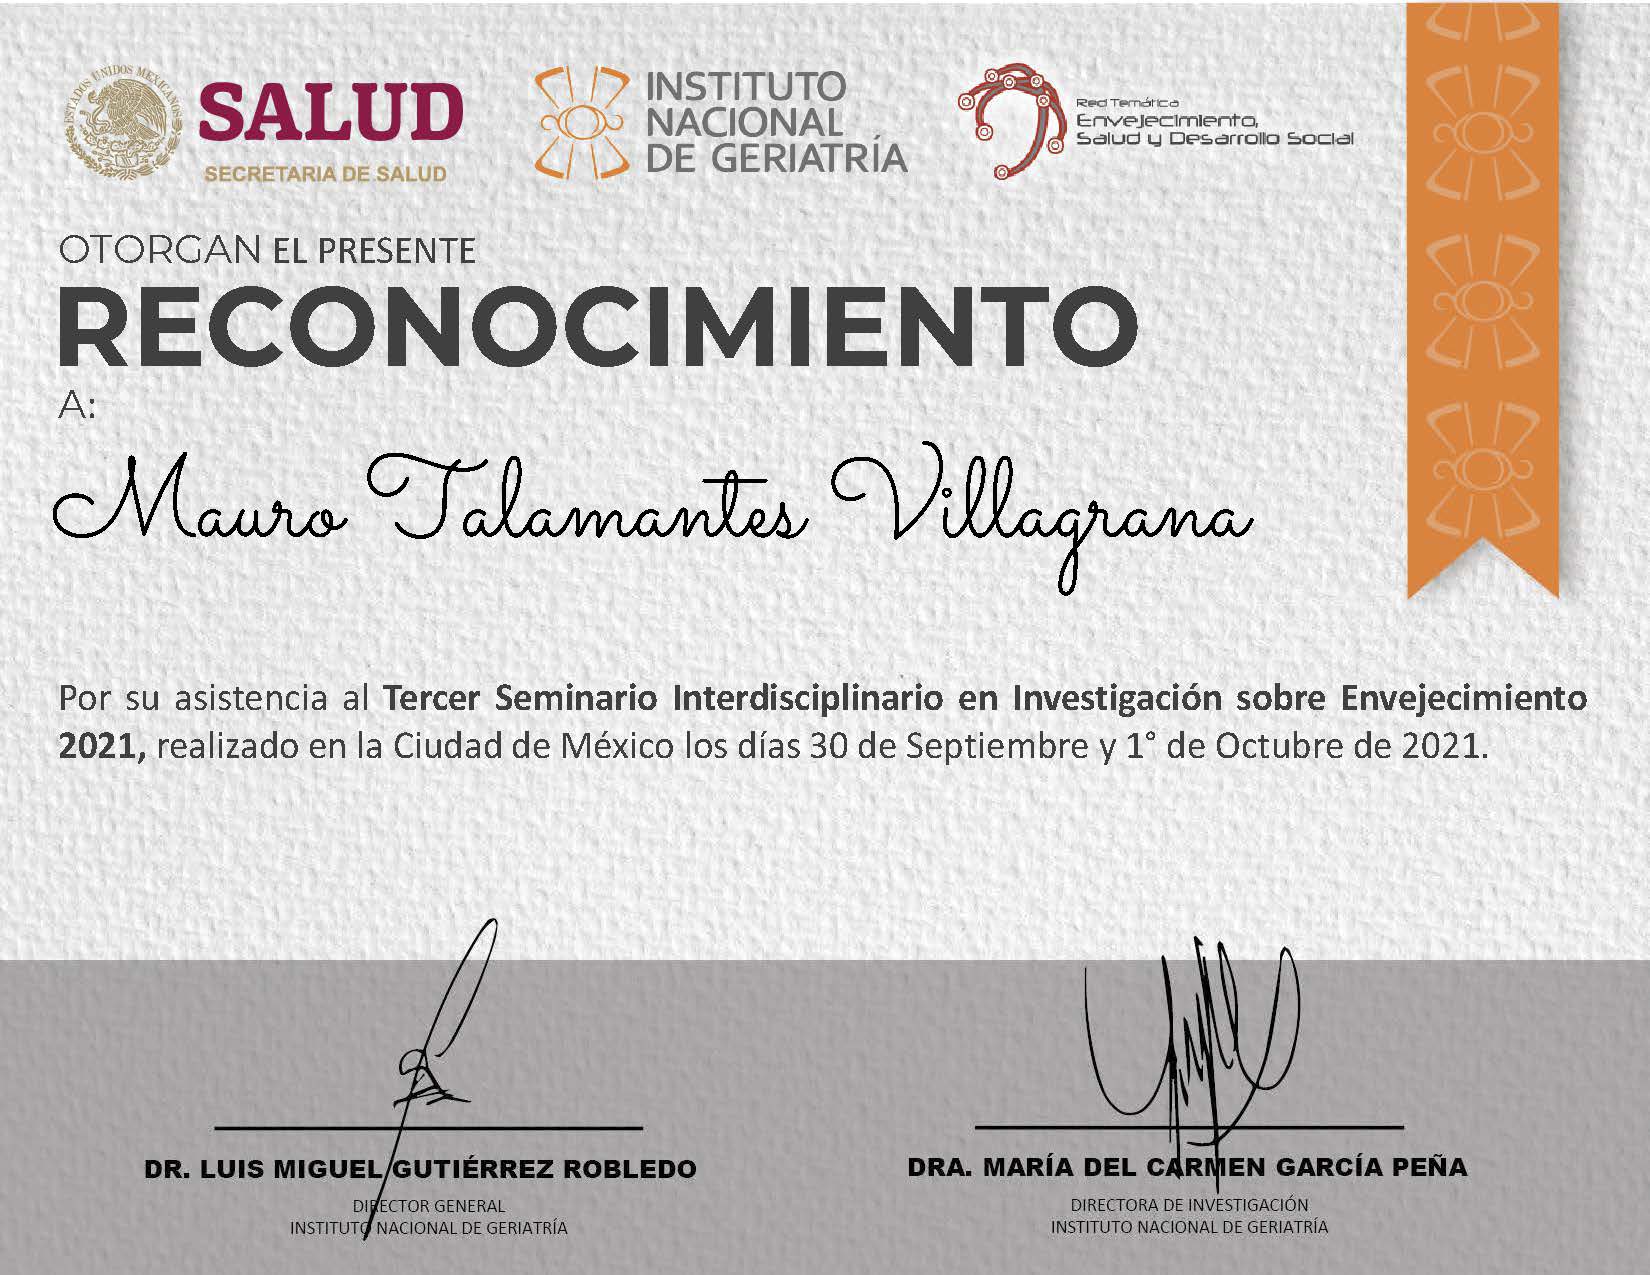 ESTADOS UNIDOS MEXICANOS
SALUD
SECRETARIA DE SALUD
INSTITUTO
NACIONAL
DE GERIATRÍA
Red Temática
Envejecimiento,
Salud y Desarrollo Social
OTORGAN EL PRESENTE
RECONOCIMIENTO
A:
Mauro Talamantes Villagrana
Por su asistencia al Tercer Seminario Interdisciplinario en Investigación sobre Envejecimiento
2021, realizado en la Ciudad de México los días 30 de Septiembre y 1° de Octubre de 2021.
DR. LUIS MIGUEL GUTIÉRREZ ROBLEDO
DIRECTOR GENERAL
INSTITUTO NACIONAL DE GERIATRÍA
DRA. MARÍA DEL CARMEN GARCÍA PEÑA
DIRECTORA DE INVESTIGACIÓN
INSTITUTO NACIONAL DE GERIATRÍA